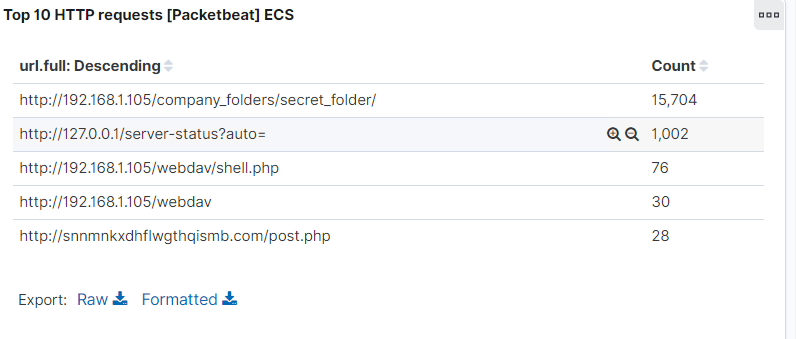 Top 10 HTTP requests [Packetbeat] ECS
url.full: Descending Count
http://192.168.1.105/company_folders/secret_folder/ 15,704
http://127.0.0.1/server-status?auto= 1,002
http://192.168.1.105/webdav/shell.php 76
http://192.168.1.105/webdav 30
http://snnmnkxdhflwgthqismb.com/post.php 28
Export: Raw Formatted